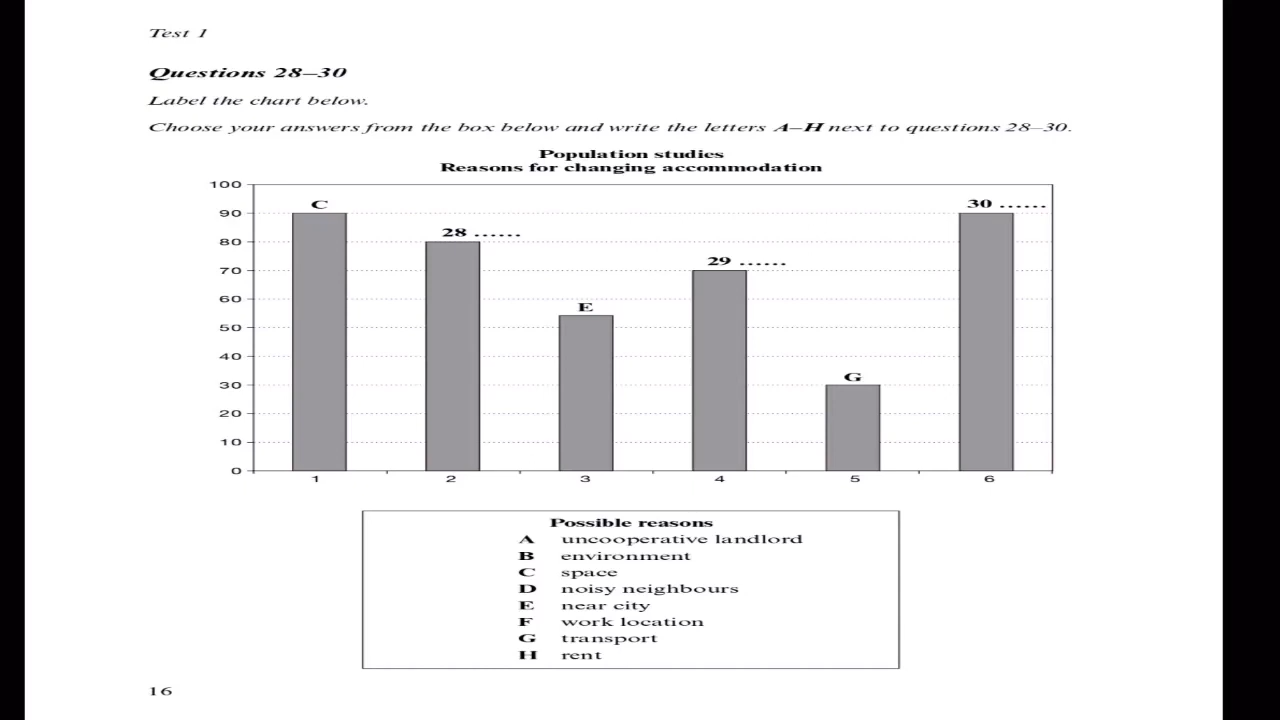 Test 1
Questions 28–30
Label the chart below.
Choose your answers from the box below and write the letters A–H next to questions 28–30.
Population studies
Reasons for changing accommodation
100
90
80
70
60
50
40
30
20
10
0
C
28 ......
E
29 ......
G
30 ......
1 2 3 4 5 6
Possible reasons
A uncooperative landlord
B environment
C space
D noisy neighbours
E near city
F work location
G transport
H rent
16